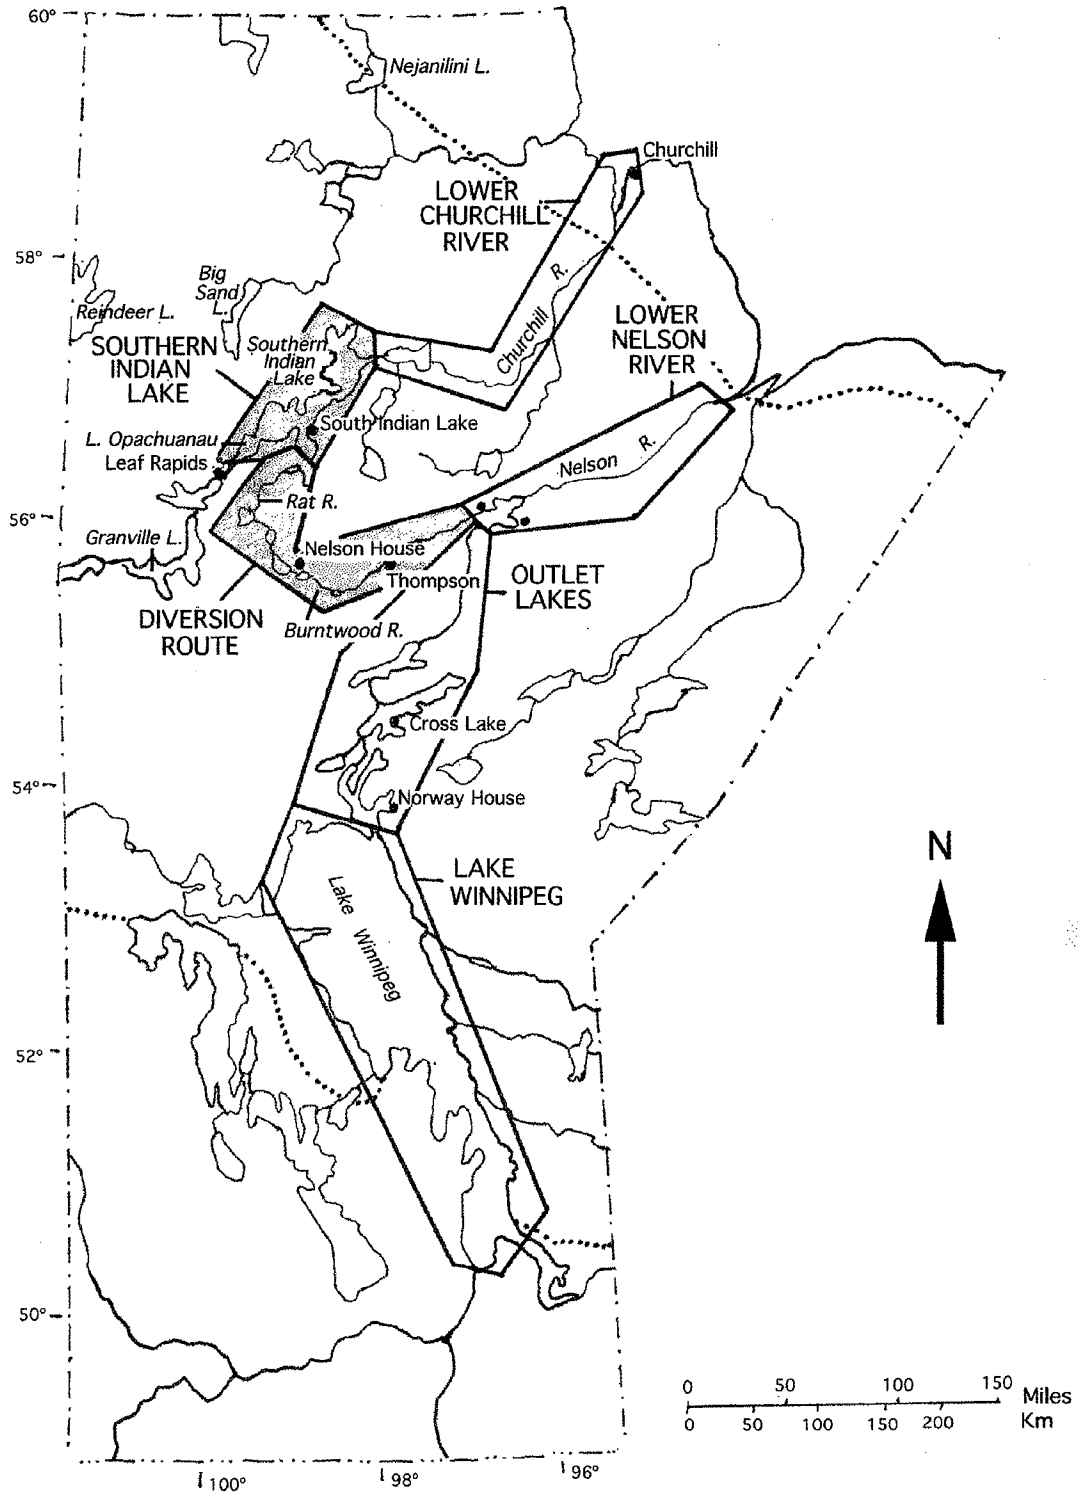 60°
Nejanilini L.
Churchill
LOWER
CHURCHILL
RIVER
58°
Big
Sand
L.
R.
Churchill
Reindeer L.
LOWER
NELSON
RIVER
SOUTHERN
INDIAN
LAKE
Southern
Indian
Lake
South Indian Lake
L. Opachuanau
Leaf Rapids
R.
Nelson
Rat R.
56°
Granville L.
Nelson House
Thompson
OUTLET
LAKES
DIVERSION
ROUTE
Burntwood R.
Cross Lake
54°
Norway House
N
LAKE
WINNIPEG
Lake Winnipeg
52°
50°
0 50 100 150 Miles
0 50 100 150 200 Km
100° 98° 96°